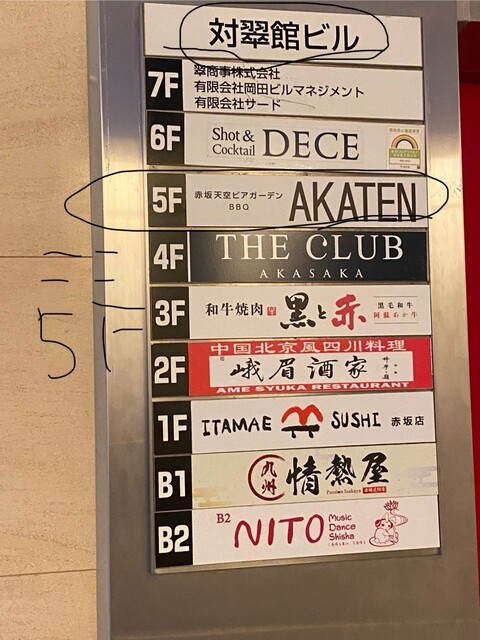 対翠館ビル
7F
翠商事株式会社
有限会社岡田ビルマネジメント
有限会社サード
6F
Shot &
Cocktail
DECE
5F
赤坂天空ビアガーデン
BBQ
AKATEN
4F
THE CLUB
AKASAKA
ここ
5F
3F
和牛焼肉
黒と赤
黒毛和牛
阿蘇あか牛
2F
中国北京風四川料理
峨眉酒家
AME SYUKA RESTAURANT
1F
ITAMAE SUSHI 赤坂店
B1
九州
情熱屋
Passion Izakaya
B2
B2
NITO
Music
Dance
Shisha